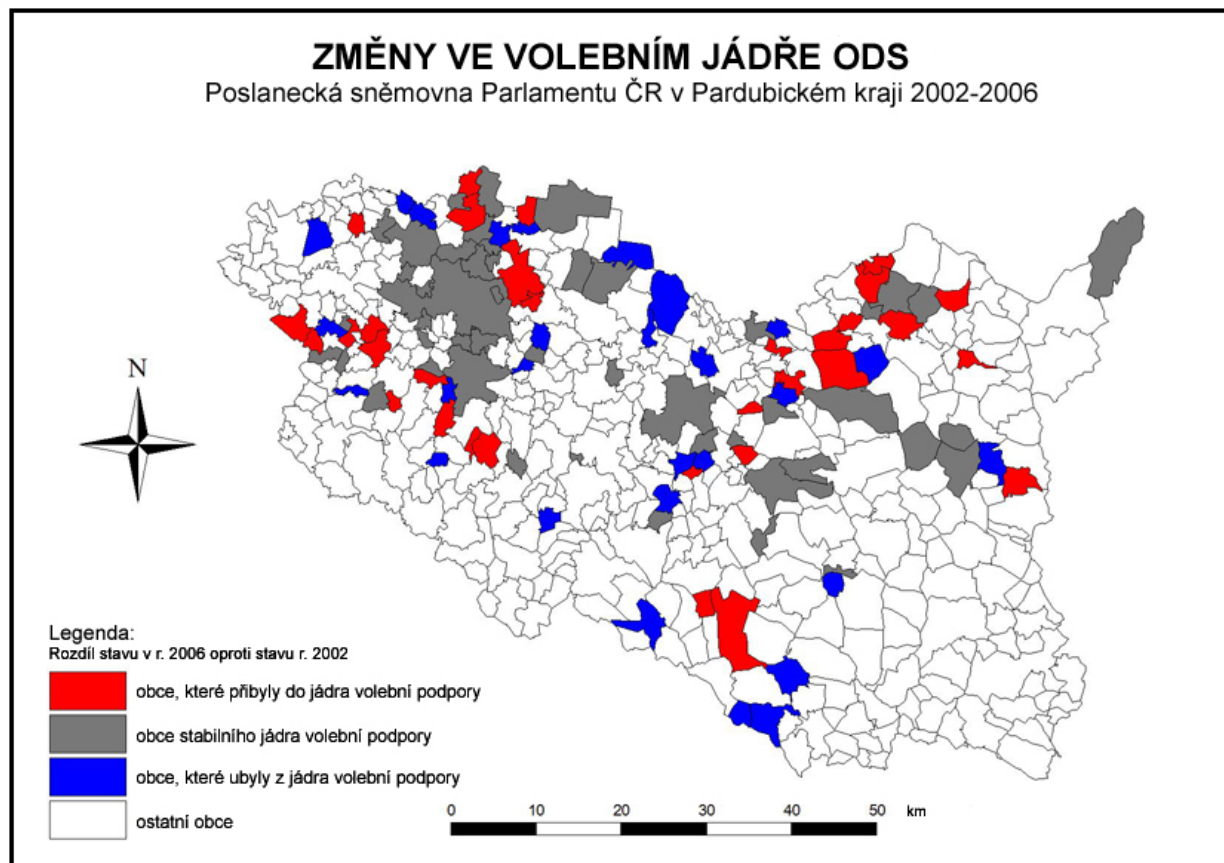 ZMĚNY VE VOLEBNÍM JÁDŘE ODS
Poslanecká sněmovna Parlamentu ČR v Pardubickém kraji 2002-2006
N
Legenda:
Rozdíl stavu v r. 2006 oproti stavu r. 2002
obce, které přibyly do jádra volební podpory
obce stabilního jádra volební podpory
obce, které ubyly z jádra volební podpory
ostatní obce
0 10 20 30 40 50 km